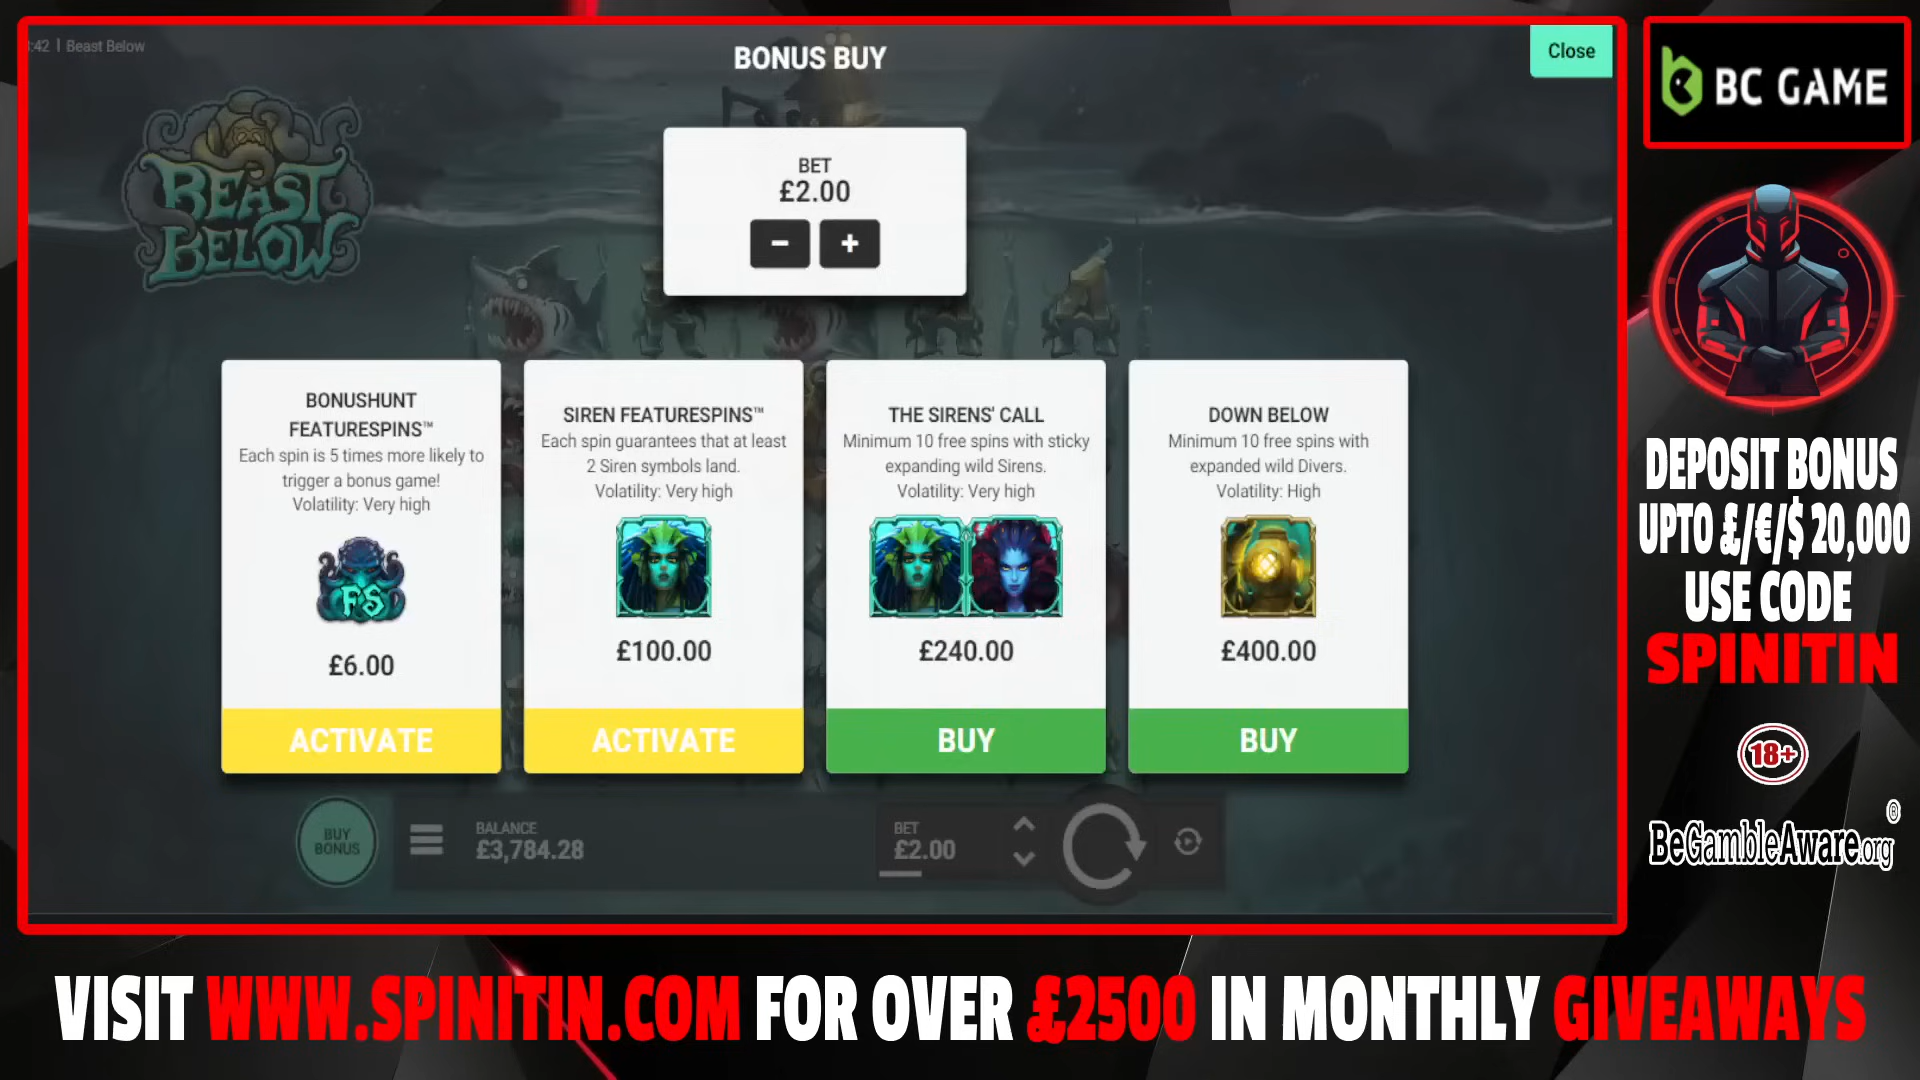 :42 | Beast Below
BONUS BUY
Close
BEAST
BELOW
BET
£2.00
− +
BONUSHUNT
FEATURESPINS™
Each spin is 5 times more likely to
trigger a bonus game!
Volatility: Very high
FS
£6.00
ACTIVATE
SIREN FEATURESPINS™
Each spin guarantees that at least
2 Siren symbols land.
Volatility: Very high
£100.00
ACTIVATE
THE SIRENS' CALL
Minimum 10 free spins with sticky
expanding wild Sirens.
Volatility: Very high
£240.00
BUY
DOWN BELOW
Minimum 10 free spins with
expanded wild Divers.
Volatility: High
£400.00
BUY
BUY
BONUS
BALANCE
£3,784.28
BET
£2.00
BC GAME
DEPOSIT BONUS
UPTO £/€/$ 20,000
USE CODE
SPINITIN
18+
BeGambleAware.org®
VISIT WWW.SPINITIN.COM FOR OVER £2500 IN MONTHLY GIVEAWAYS